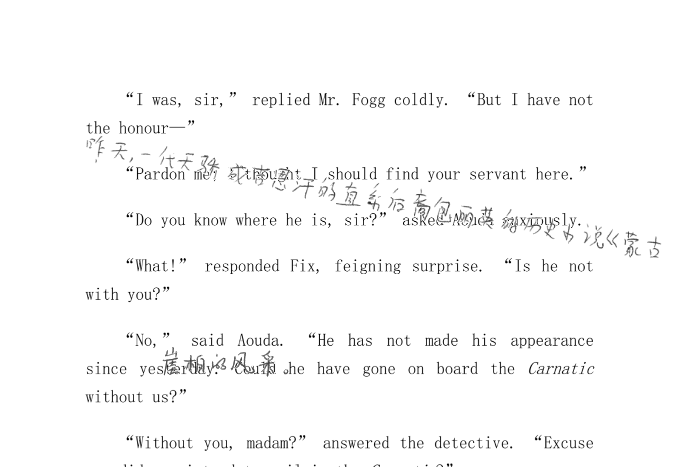 “I was, sir,” replied Mr. Fogg coldly. “But I have not
the honour—”
昨天,一代天骄成吉思汗的直系后裔包丽英和历史小说《蒙古
“Pardon me; I thought I should find your servant here.”
“Do you know where he is, sir?” asked Aouda anxiously.
“What!” responded Fix, feigning surprise. “Is he not
with you?”
“No,” said Aouda. “He has not made his appearance
since yesterday. Could he have gone on board the Carnatic
崖柏的风采。
without us?”
“Without you, madam?” answered the detective. “Excuse